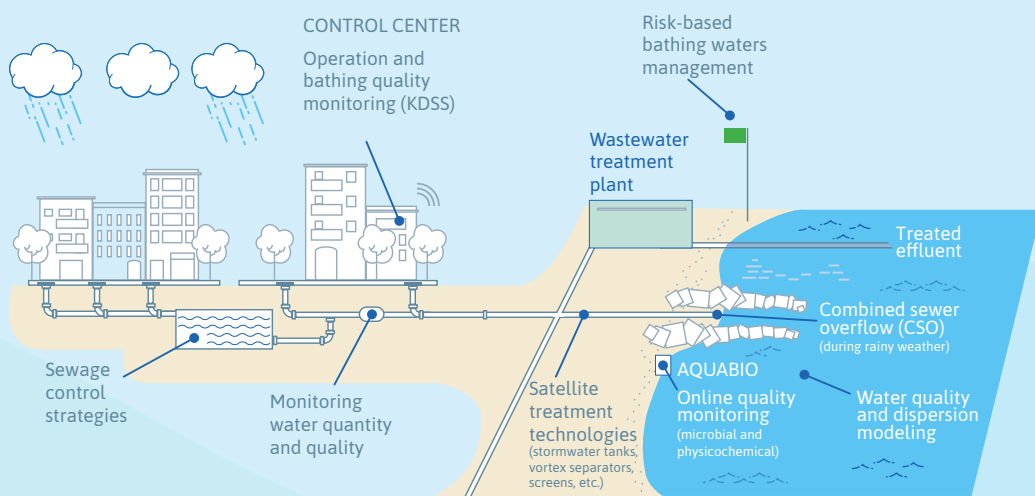 CONTROL CENTER
Operation and
bathing quality
monitoring (KDSS)
Risk-based
bathing waters
management
Wastewater
treatment
plant
Treated
effluent
Combined sewer
overflow (CSO)
(during rainy weather)
Sewage
control
strategies
Monitoring
water quantity
and quality
Satellite
treatment
technologies
(stormwater tanks,
vortex separators,
screens, etc.)
AQUABIO
Online quality
monitoring
(microbial and
physicochemical)
Water quality
and dispersion
modeling